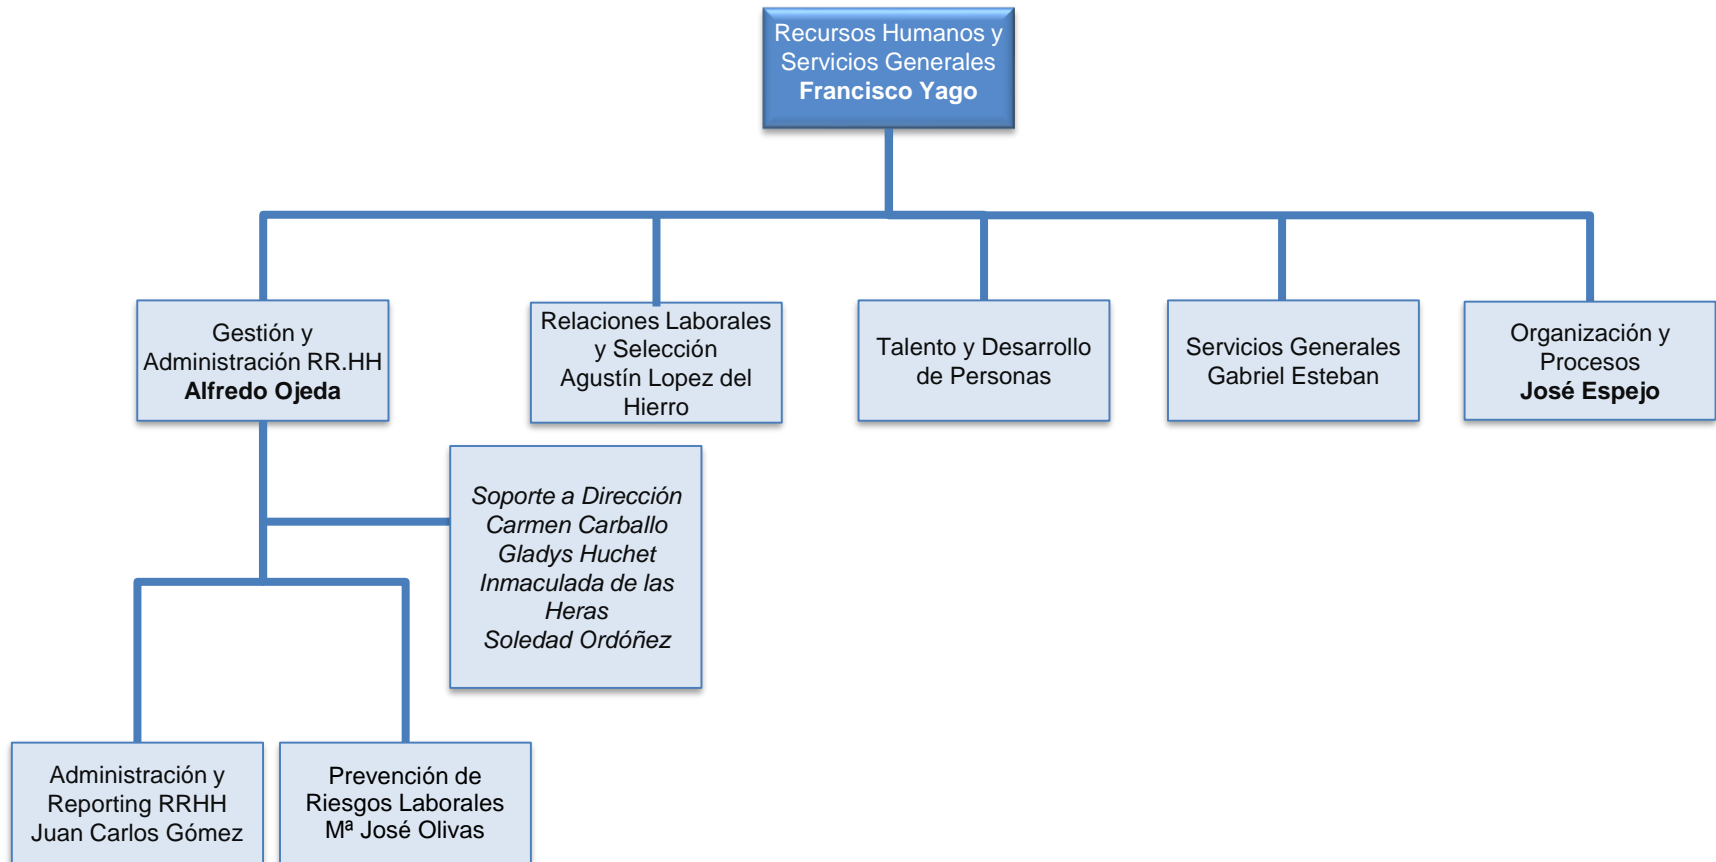 Recursos Humanos y
Servicios Generales
Francisco Yago
Gestión y
Administración RR.HH
Alfredo Ojeda
Relaciones Laborales
y Selección
Agustín Lopez del
Hierro
Talento y Desarrollo
de Personas
Servicios Generales
Gabriel Esteban
Organización y
Procesos
José Espejo
Soporte a Dirección
Carmen Carballo
Gladys Huchet
Inmaculada de las
Heras
Soledad Ordóñez
Administración y
Reporting RRHH
Juan Carlos Gómez
Prevención de
Riesgos Laborales
Mª José Olivas